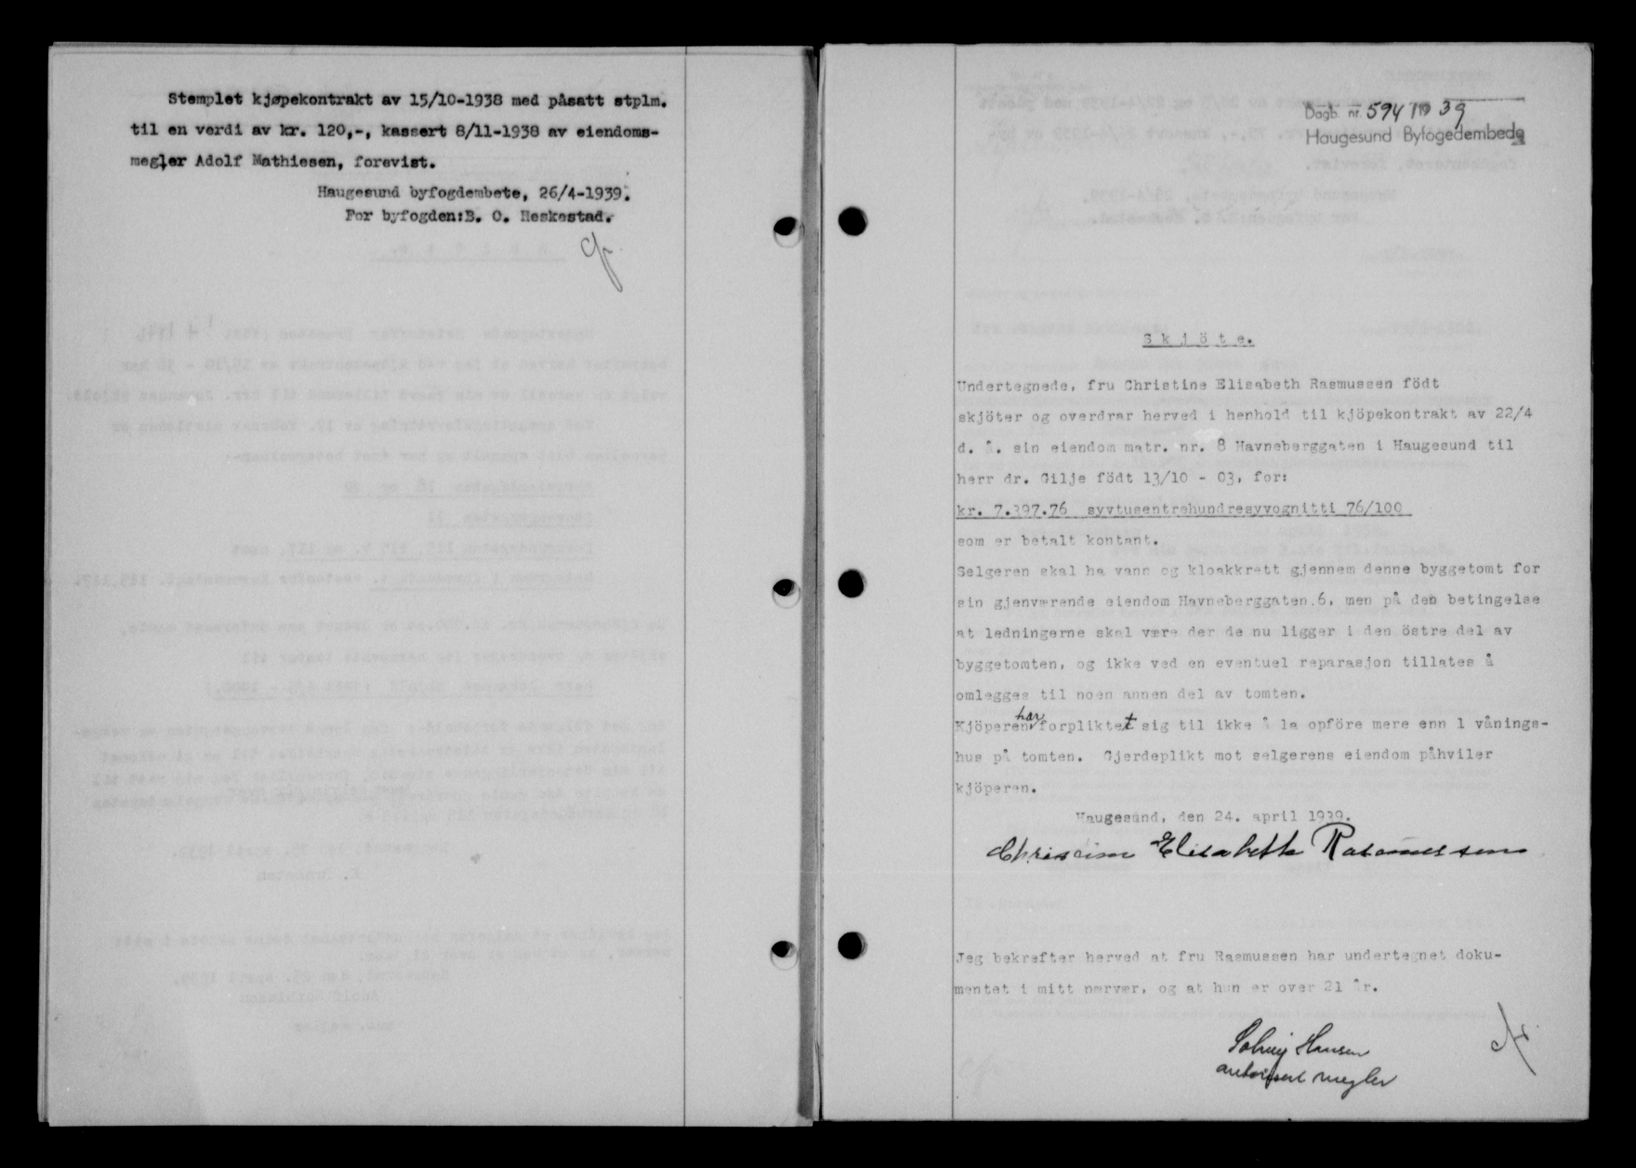 Stemplet kjøpekontrakt av 15/10-1938 med påsatt stplm.
til en verdi av kr. 120,-, kassert 8/11-1938 av eiendoms-
megler Adolf Mathiesen, forevist.
Haugesund byfogdembete, 26/4-1939.
For byfogden:B. O. Heskestad.
Dagb. nr. 594/1939
Haugesund Byfogedembede
Skjöte.
Undertegnede, fru Christine Elisabeth Rasmussen födt
skjöter og overdrar herved i henhold til kjöpekontrakt av 22/4
d. å. sin eiendom matr. nr. 8 Havneberggaten i Haugesund til
herr dr. Gilje födt 13/10 - 03, for:
kr. 7.397.76 syvtusentrehundresyvognitti 76/100
som er betalt kontant.
Selgeren skal ha vann og kloakkrett gjennem denne byggetomt for
sin gjenværende eiendom Havneberggaten 6, men på den betingelse
at ledningerne skal være der de nu ligger i den östre del av
byggetomten, og ikke ved en eventuel reparasjon tillates å
omlegges til noen annen del av tomten.
Kjöperen har forpliktet sig til ikke å la opföre mere enn 1 vånings-
hus på tomten. Gjerdeplikt mot selgerens eiendom påhviler
kjöperen.
Haugesund, den 24. april 1939.
Christine Elisabeth Rasmussen
Jeg bekrefter herved at fru Rasmussen har undertegnet doku-
mentet i mitt nærvær, og at hun er over 21 år.
Solveig Hansen
autorisert megler